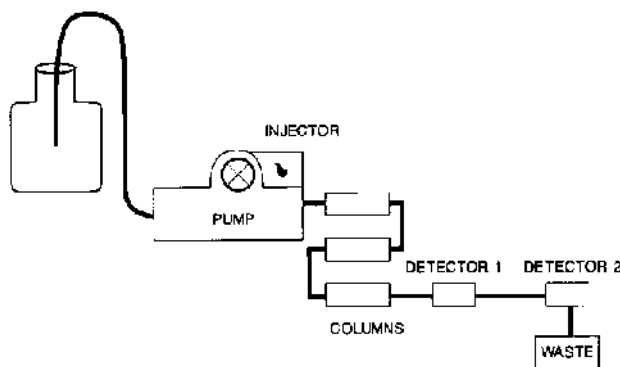 INJECTOR
PUMP
DETECTOR 1
DETECTOR 2
COLUMNS
WASTE